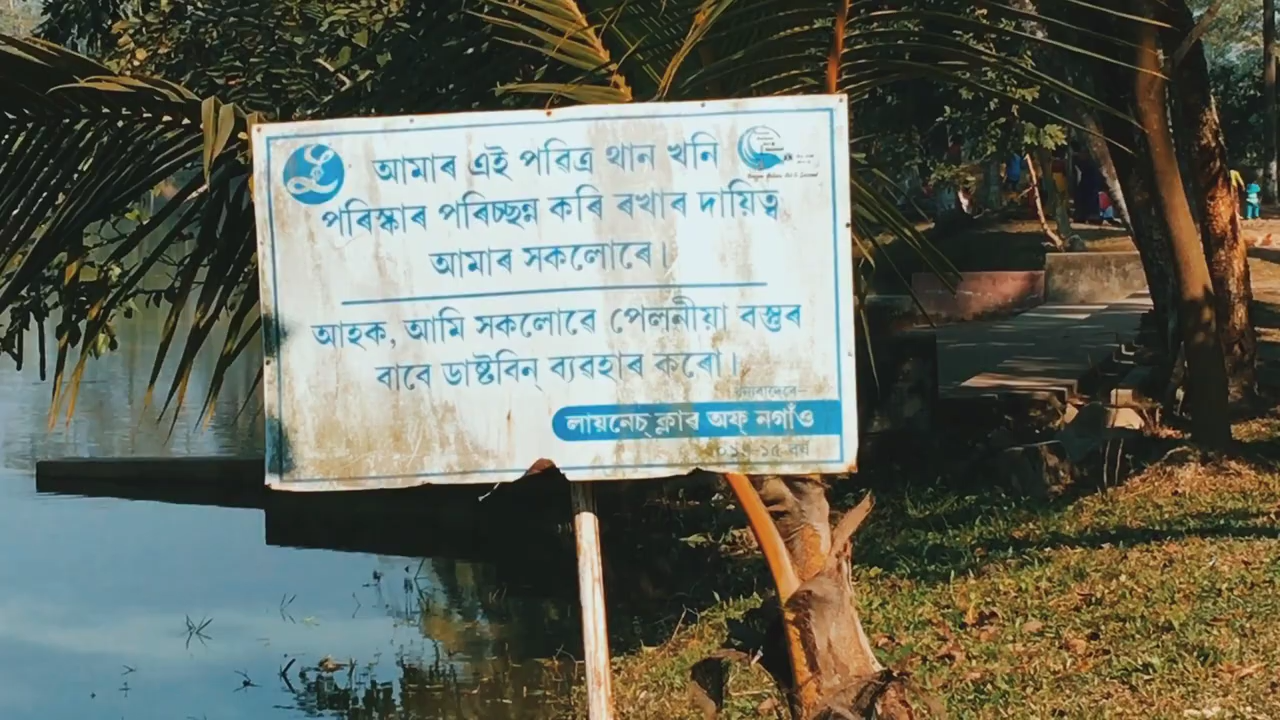 আমাৰ এই পৱিত্ৰ থান খনি
পৰিস্কাৰ পৰিচ্ছন্ন কৰি ৰখাৰ দায়িত্ব
আমাৰ সকলোৰে।
আহক, আমি সকলোৱে পেলনীয়া বস্তুৰ
বাবে ডাষ্টবিন্ ব্যৱহাৰ কৰো।
লায়নেচ্ ক্লাৱ অফ্ নগাঁও